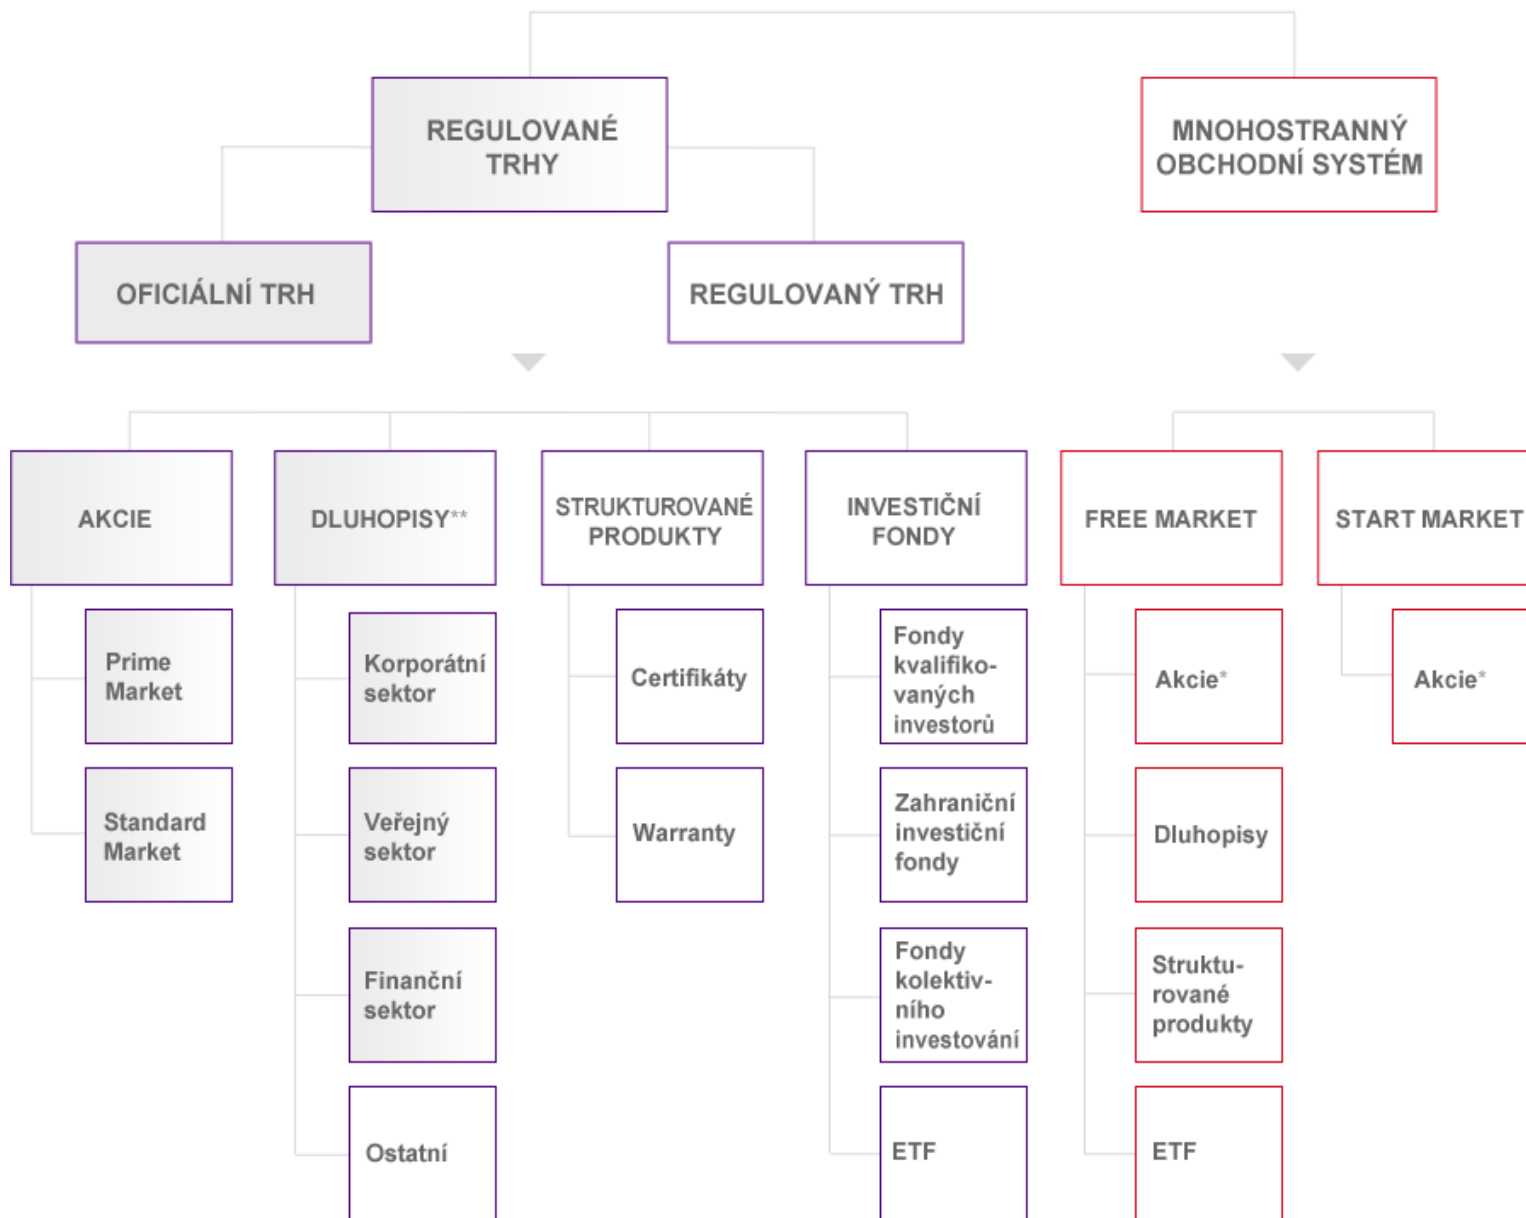 REGULOVANÉ
TRHY
MNOHOSTRANNÝ
OBCHODNÍ SYSTÉM
OFICIÁLNÍ TRH
REGULOVANÝ TRH
AKCIE
DLUHOPISY**
STRUKTUROVANÉ
PRODUKTY
INVESTIČNÍ
FONDY
FREE MARKET
START MARKET
Prime
Market
Standard
Market
Korporátní
sektor
Veřejný
sektor
Finanční
sektor
Ostatní
Certifikáty
Warranty
Fondy
kvalifiko-
vaných
investorů
Zahraniční
investiční
fondy
Fondy
kolektiv-
ního
investování
ETF
Akcie*
Dluhopisy
Struktu-
rované
produkty
ETF
Akcie*